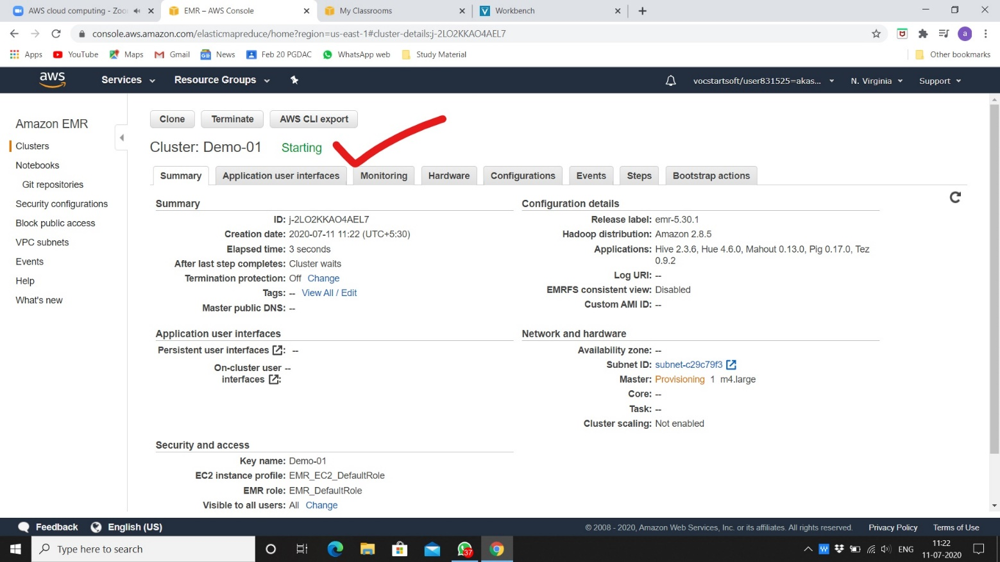 AWS cloud computing - Zoo
EMR – AWS Console
My Classrooms
Workbench
console.aws.amazon.com/elasticmapreduce/home?region=us-east-1#cluster-details:j-2LO2KKAO4AEL7
a
Apps
YouTube
Maps
Gmail
News
Feb 20 PGDAC
WhatsApp web
Study Material
Other bookmarks
aws
Services
Resource Groups
vocstartsoft/user831525=akas...
N. Virginia
Support
Amazon EMR
Clusters
Notebooks
Git repositories
Security configurations
Block public access
VPC subnets
Events
Help
What's new
Clone
Terminate
AWS CLI export
Cluster: Demo-01 Starting
Summary
Application user interfaces
Monitoring
Hardware
Configurations
Events
Steps
Bootstrap actions
Summary
ID: j-2LO2KKAO4AEL7
Creation date: 2020-07-11 11:22 (UTC+5:30)
Elapsed time: 3 seconds
After last step completes: Cluster waits
Termination protection: Off Change
Tags: -- View All / Edit
Master public DNS: --
Configuration details
Release label: emr-5.30.1
Hadoop distribution: Amazon 2.8.5
Applications: Hive 2.3.6, Hue 4.6.0, Mahout 0.13.0, Pig 0.17.0, Tez
0.9.2
Log URI: --
EMRFS consistent view: Disabled
Custom AMI ID: --
Application user interfaces
Persistent user interfaces : --
On-cluster user --
interfaces :
Network and hardware
Availability zone: --
Subnet ID: subnet-c29c79f3
Master: Provisioning 1 m4.large
Core: --
Task: --
Cluster scaling: Not enabled
Security and access
Key name: Demo-01
EC2 instance profile: EMR_EC2_DefaultRole
EMR role: EMR_DefaultRole
Visible to all users: All Change
Feedback
English (US)
© 2008 - 2020, Amazon Web Services, Inc. or its affiliates. All rights reserved.
Privacy Policy
Terms of Use
Type here to search
37
ENG
11:22
11-07-2020